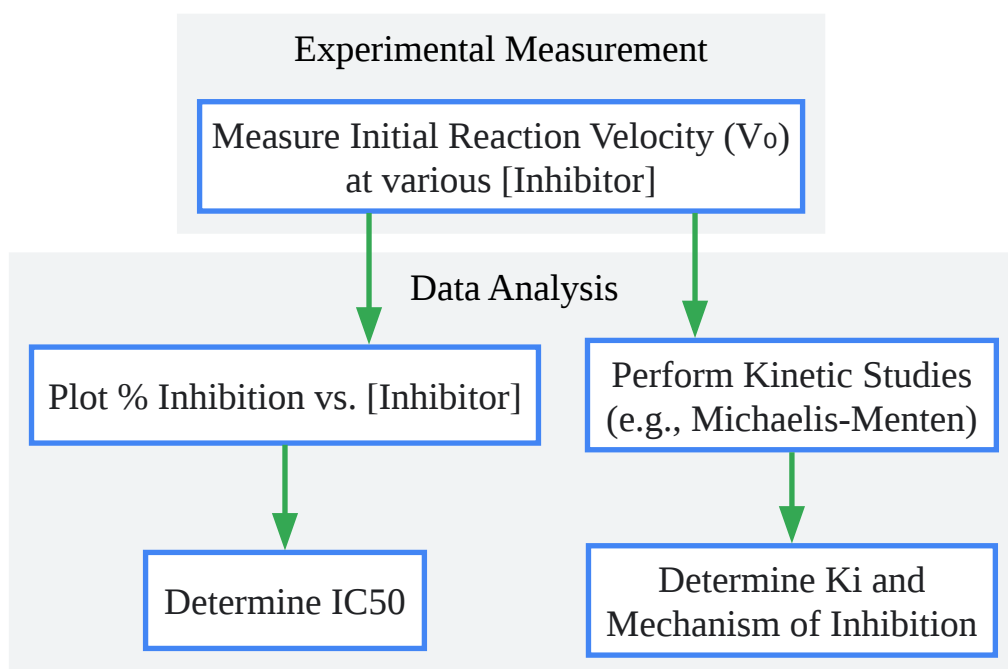 Experimental Measurement
Measure Initial Reaction Velocity (V₀)
at various [Inhibitor]
Data Analysis
Plot % Inhibition vs. [Inhibitor]
Perform Kinetic Studies
(e.g., Michaelis-Menten)
Determine IC50
Determine Ki and
Mechanism of Inhibition